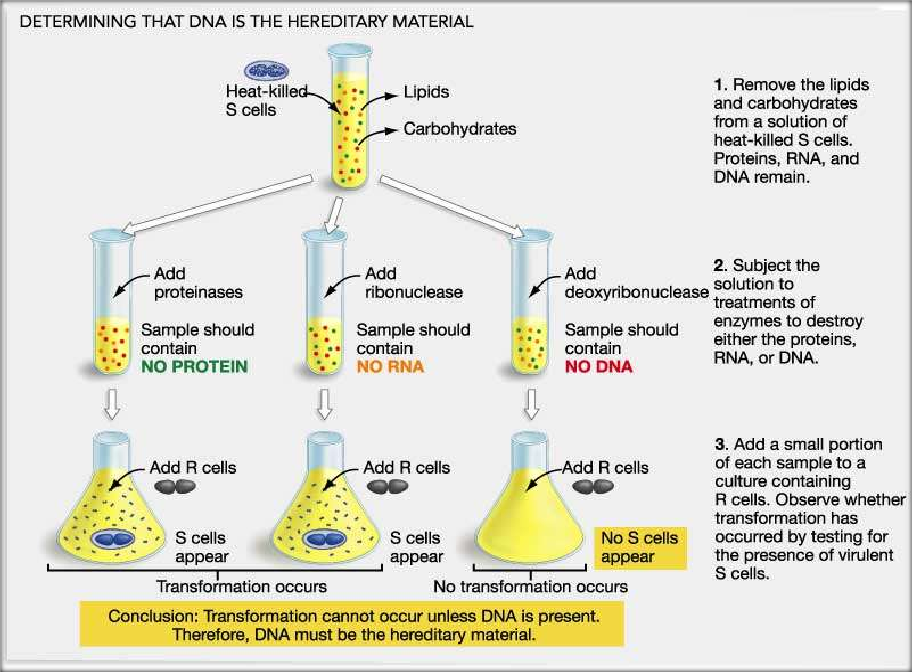 DETERMINING THAT DNA IS THE HEREDITARY MATERIAL
Heat-killed
S cells
Lipids
Carbohydrates
1. Remove the lipids
and carbohydrates
from a solution of
heat-killed S cells.
Proteins, RNA, and
DNA remain.
Add
proteinases
Sample should
contain
NO PROTEIN
Add
ribonuclease
Sample should
contain
NO RNA
Add
deoxyribonuclease
Sample should
contain
NO DNA
2. Subject the
solution to
treatments of
enzymes to destroy
either the proteins,
RNA, or DNA.
Add R cells
S cells
appear
Add R cells
S cells
appear
Transformation occurs
Add R cells
No S cells
appear
No transformation occurs
3. Add a small portion
of each sample to a
culture containing
R cells. Observe whether
transformation has
occurred by testing for
the presence of virulent
S cells.
Conclusion: Transformation cannot occur unless DNA is present.
Therefore, DNA must be the hereditary material.